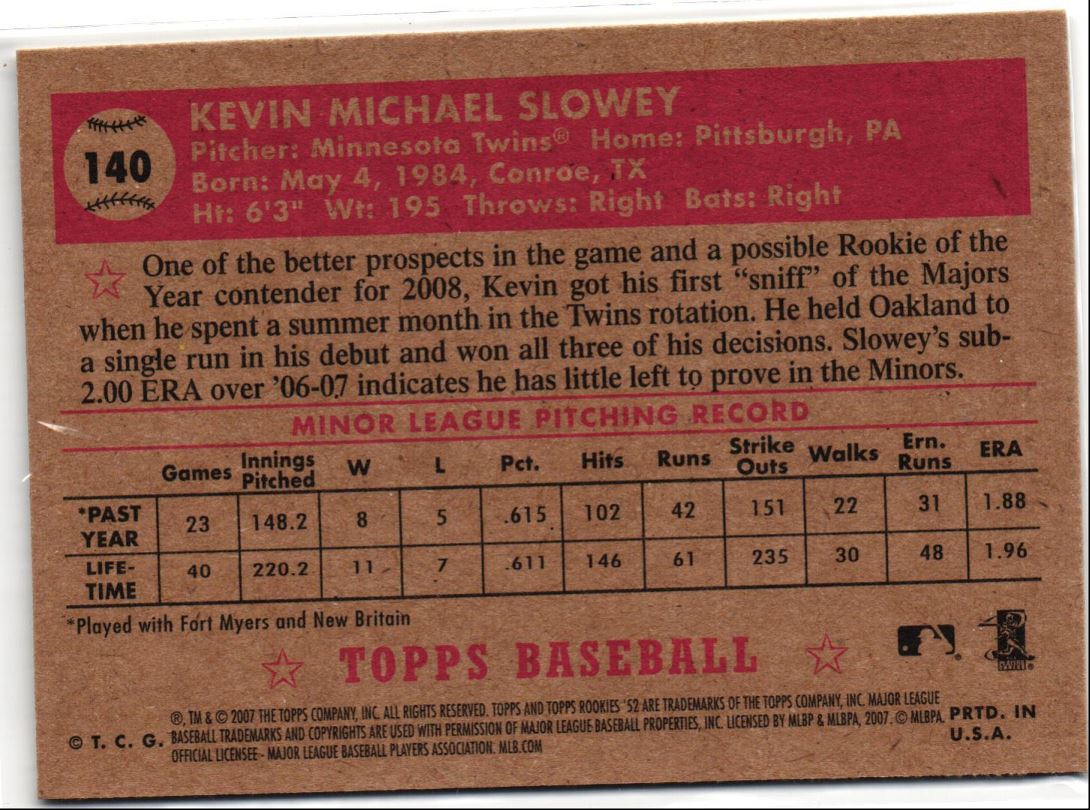 140
KEVIN MICHAEL SLOWEY
Pitcher: Minnesota Twins® Home: Pittsburgh, PA
Born: May 4, 1984, Conroe, TX
Ht: 6'3" Wt: 195 Throws: Right Bats: Right
One of the better prospects in the game and a possible Rookie of the
Year contender for 2008, Kevin got his first “sniff” of the Majors
when he spent a summer month in the Twins rotation. He held Oakland to
a single run in his debut and won all three of his decisions. Slowey’s sub-
2.00 ERA over ’06-07 indicates he has little left to prove in the Minors.
MINOR LEAGUE PITCHING RECORD
Games Innings Pitched W L Pct. Hits Runs Strike Outs Walks Ern. Runs ERA
*PAST YEAR 23 148.2 8 5 .615 102 42 151 22 31 1.88
LIFE-TIME 40 220.2 11 7 .611 146 61 235 30 48 1.96
*Played with Fort Myers and New Britain
TOPPS BASEBALL
®, TM & © 2007 THE TOPPS COMPANY, INC. ALL RIGHTS RESERVED. TOPPS AND TOPPS ROOKIES '52 ARE TRADEMARKS OF THE TOPPS COMPANY, INC. MAJOR LEAGUE
BASEBALL TRADEMARKS AND COPYRIGHTS ARE USED WITH PERMISSION OF MAJOR LEAGUE BASEBALL PROPERTIES, INC. LICENSED BY MLBP & MLBPA, 2007. © MLBPA.
OFFICIAL LICENSEE - MAJOR LEAGUE BASEBALL PLAYERS ASSOCIATION. MLB.COM
© T. C. G.
PRTD. IN
U.S.A.